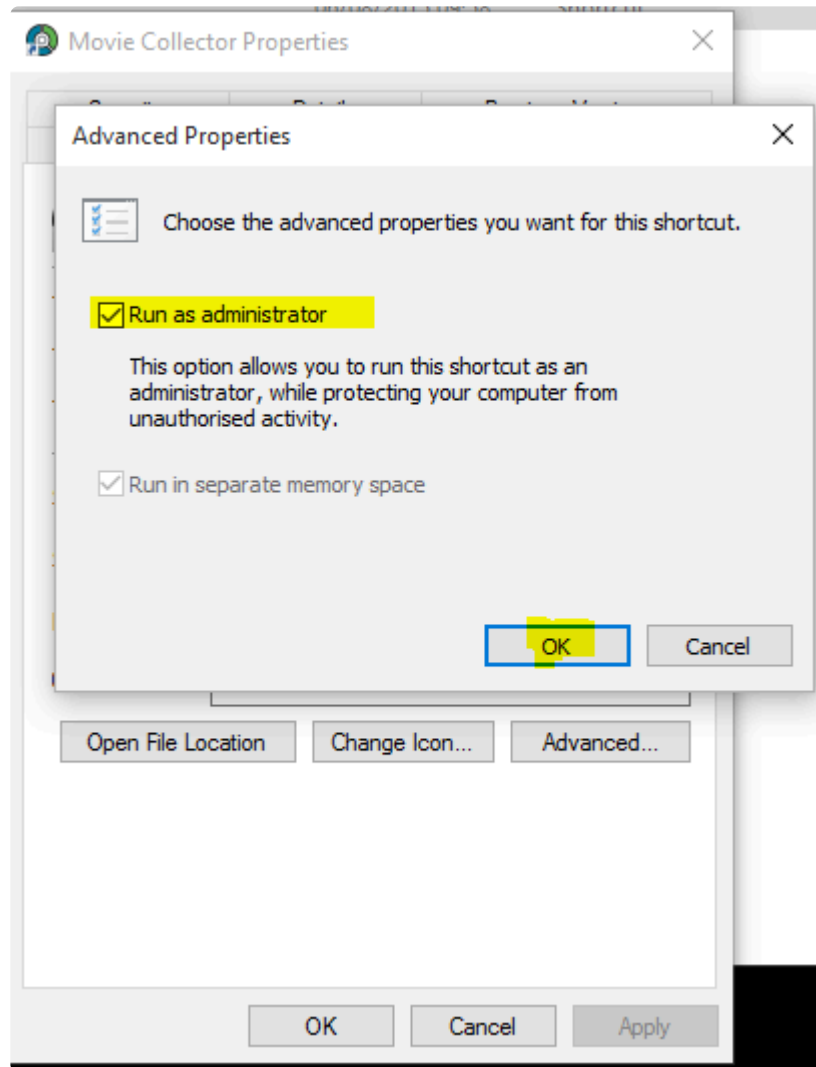 Movie Collector Properties
Advanced Properties
Choose the advanced properties you want for this shortcut.
Run as administrator
This option allows you to run this shortcut as an
administrator, while protecting your computer from
unauthorised activity.
Run in separate memory space
OK
Cancel
Open File Location
Change Icon...
Advanced...
OK
Cancel
Apply